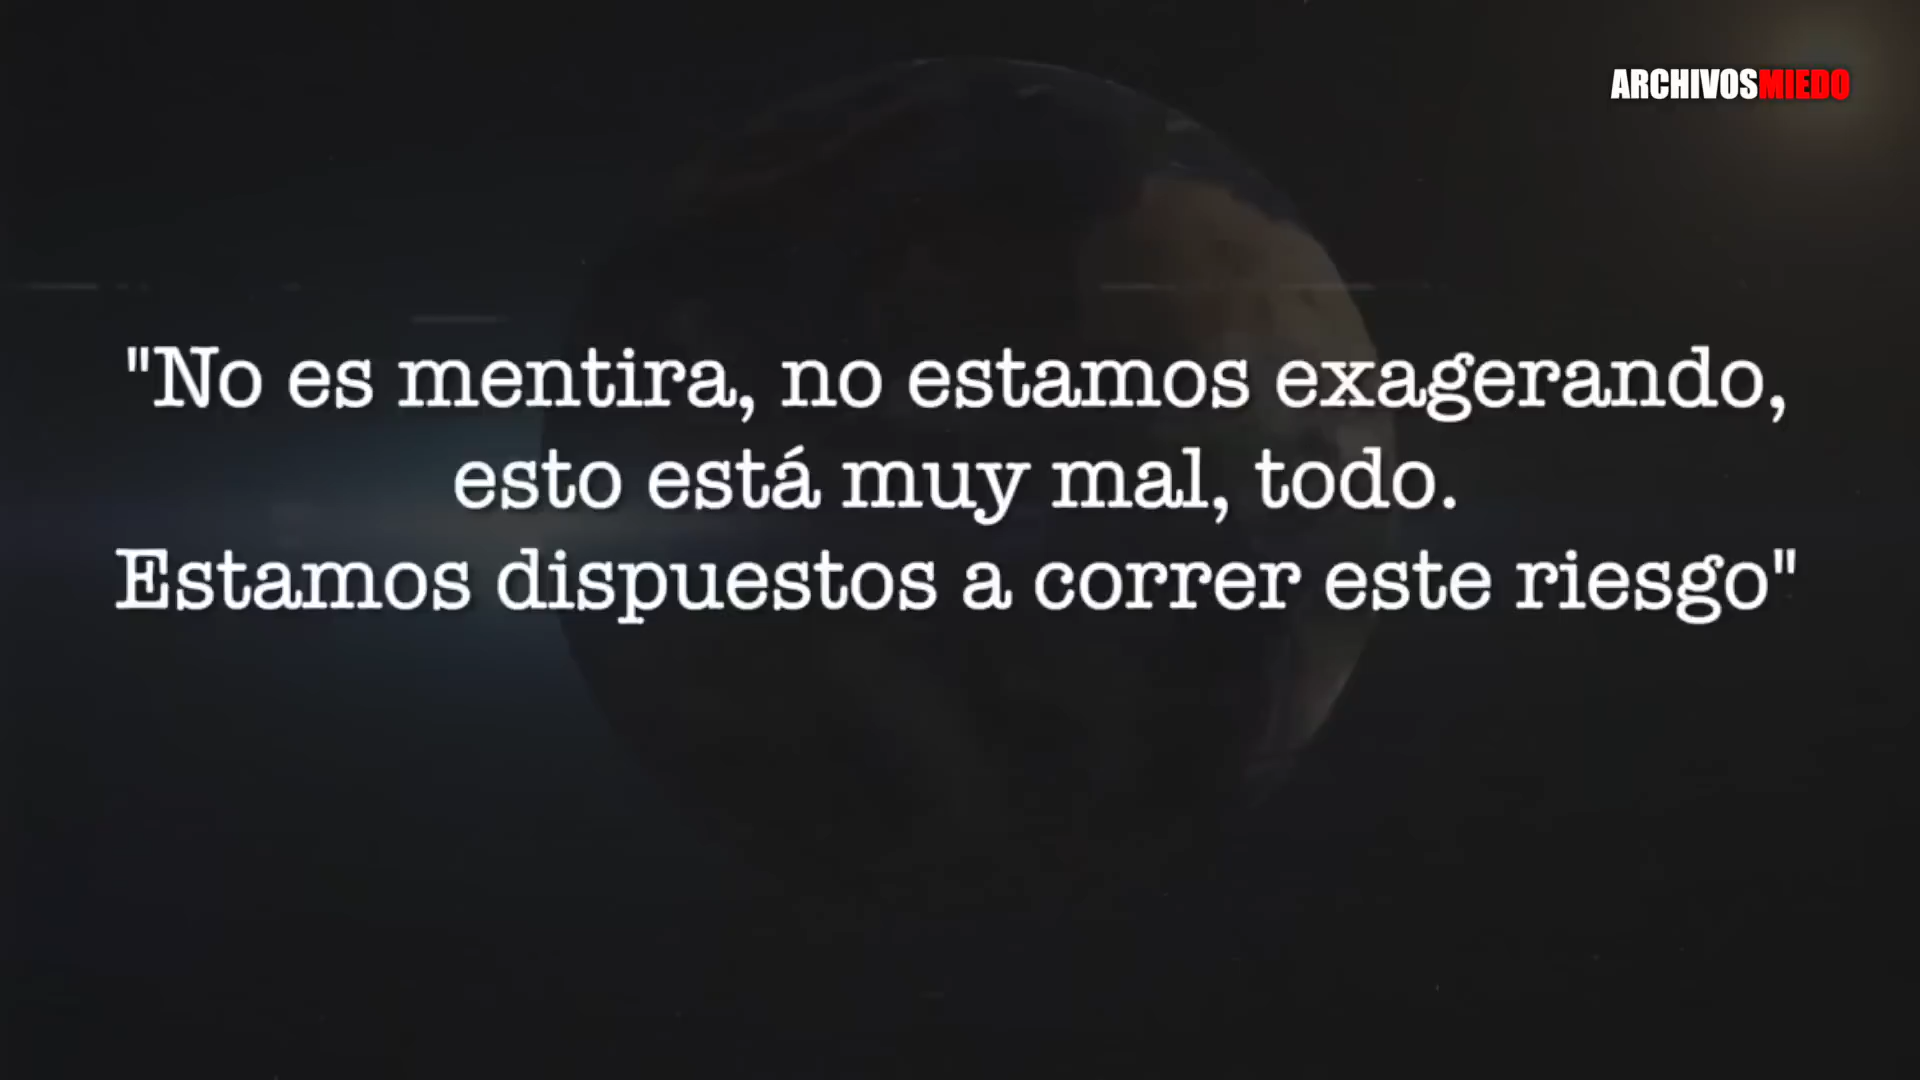 ARCHIVOSMIEDO
"No es mentira, no estamos exagerando,
esto está muy mal, todo.
Estamos dispuestos a correr este riesgo"